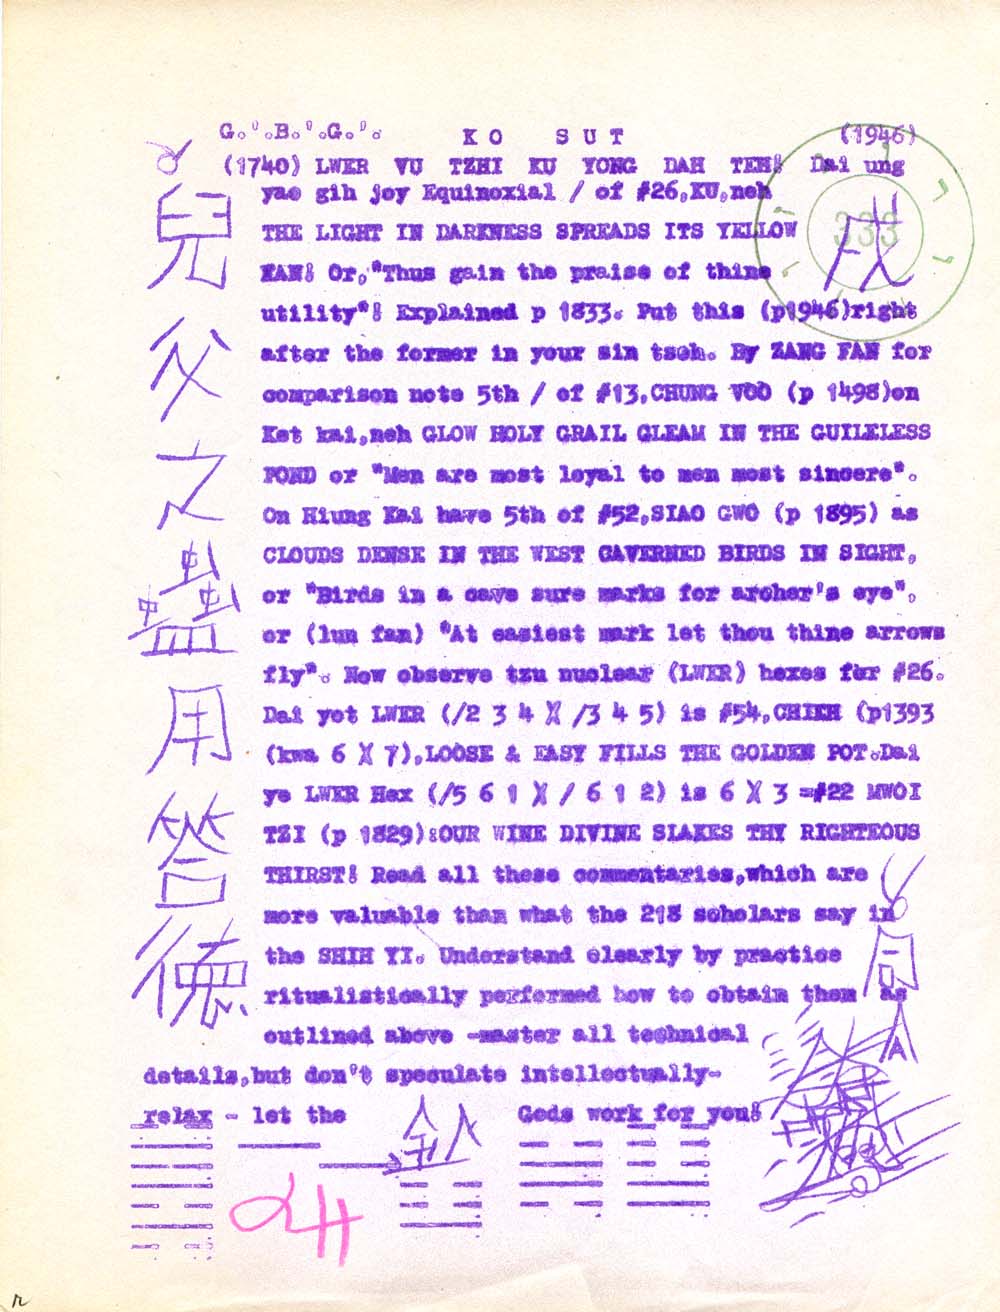 G∴B∴G∴ KO SUT (1946)
(1740) LWER VU TZHI KU YONG DAH TEH! Dai ung
yao gih joy Equinoxial / of #26,KU,neh
THE LIGHT IN DARKNESS SPREADS ITS YELLOW
333
戌
FAN! Or,"Thus gain the praise of thine
utility"! Explained p 1833. Put this (p1946)right
after the former in your sin tseh. By ZANG FAN for
comparison note 5th / of #13,CHUNG VOO (p 1498)on
Ket kai,neh GLOW HOLY GRAIL GLEAM IN THE GUILELESS
POND or "Men are most loyal to men most sincere".
On Hiung Kai have 5th of #52,SIAO GWO (p 1895) as
CLOUDS DENSE IN THE WEST CAVERNED BIRDS IN SIGHT,
or "Birds in a cave sure marks for archer's eye",
or (lun fan) "At easiest mark let thou thine arrows
fly". Now observe tzu nuclear (LWER) hexes for #26.
Dai yet LWER (/2 3 4 X /3 4 5) is #54,CHIEH (p1393
(kwa 6 X 7),LOOSE & EASY FILLS THE GOLDEN POT.Dai
ye LWER Hex (/5 6 1 X / 6 1 2) is 6 X 3 =#22 MWOI
TZI (p 1829):OUR WINE DIVINE SLAKES THY RIGHTEOUS
THIRST! Read all these commentaries,which are
more valuable than what the 213 scholars say in
the SHIH YI. Understand clearly by practice
ritualistically performed how to obtain them as
outlined above -master all technical
details,but don't speculate intellectually-
relax - let the Gods work for you!
兒
父
之
蠱
用
答
德